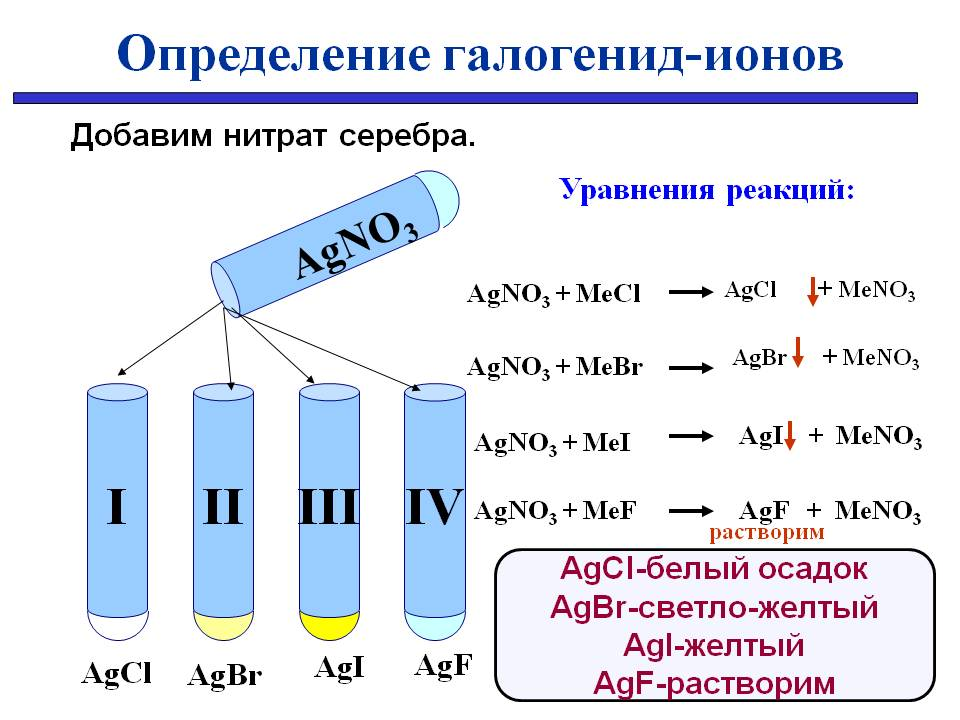 Определение галогенид-ионов
Добавим нитрат серебра.
Уравнения реакций:
AgNO₃
AgNO₃ + MeCl → AgCl ↓ + MeNO₃
AgNO₃ + MeBr → AgBr ↓ + MeNO₃
AgNO₃ + MeI → AgI ↓ + MeNO₃
AgNO₃ + MeF → AgF + MeNO₃
растворим
I II III IV
AgCl AgBr AgI AgF
AgCl-белый осадок
AgBr-светло-желтый
AgI-желтый
AgF-растворим